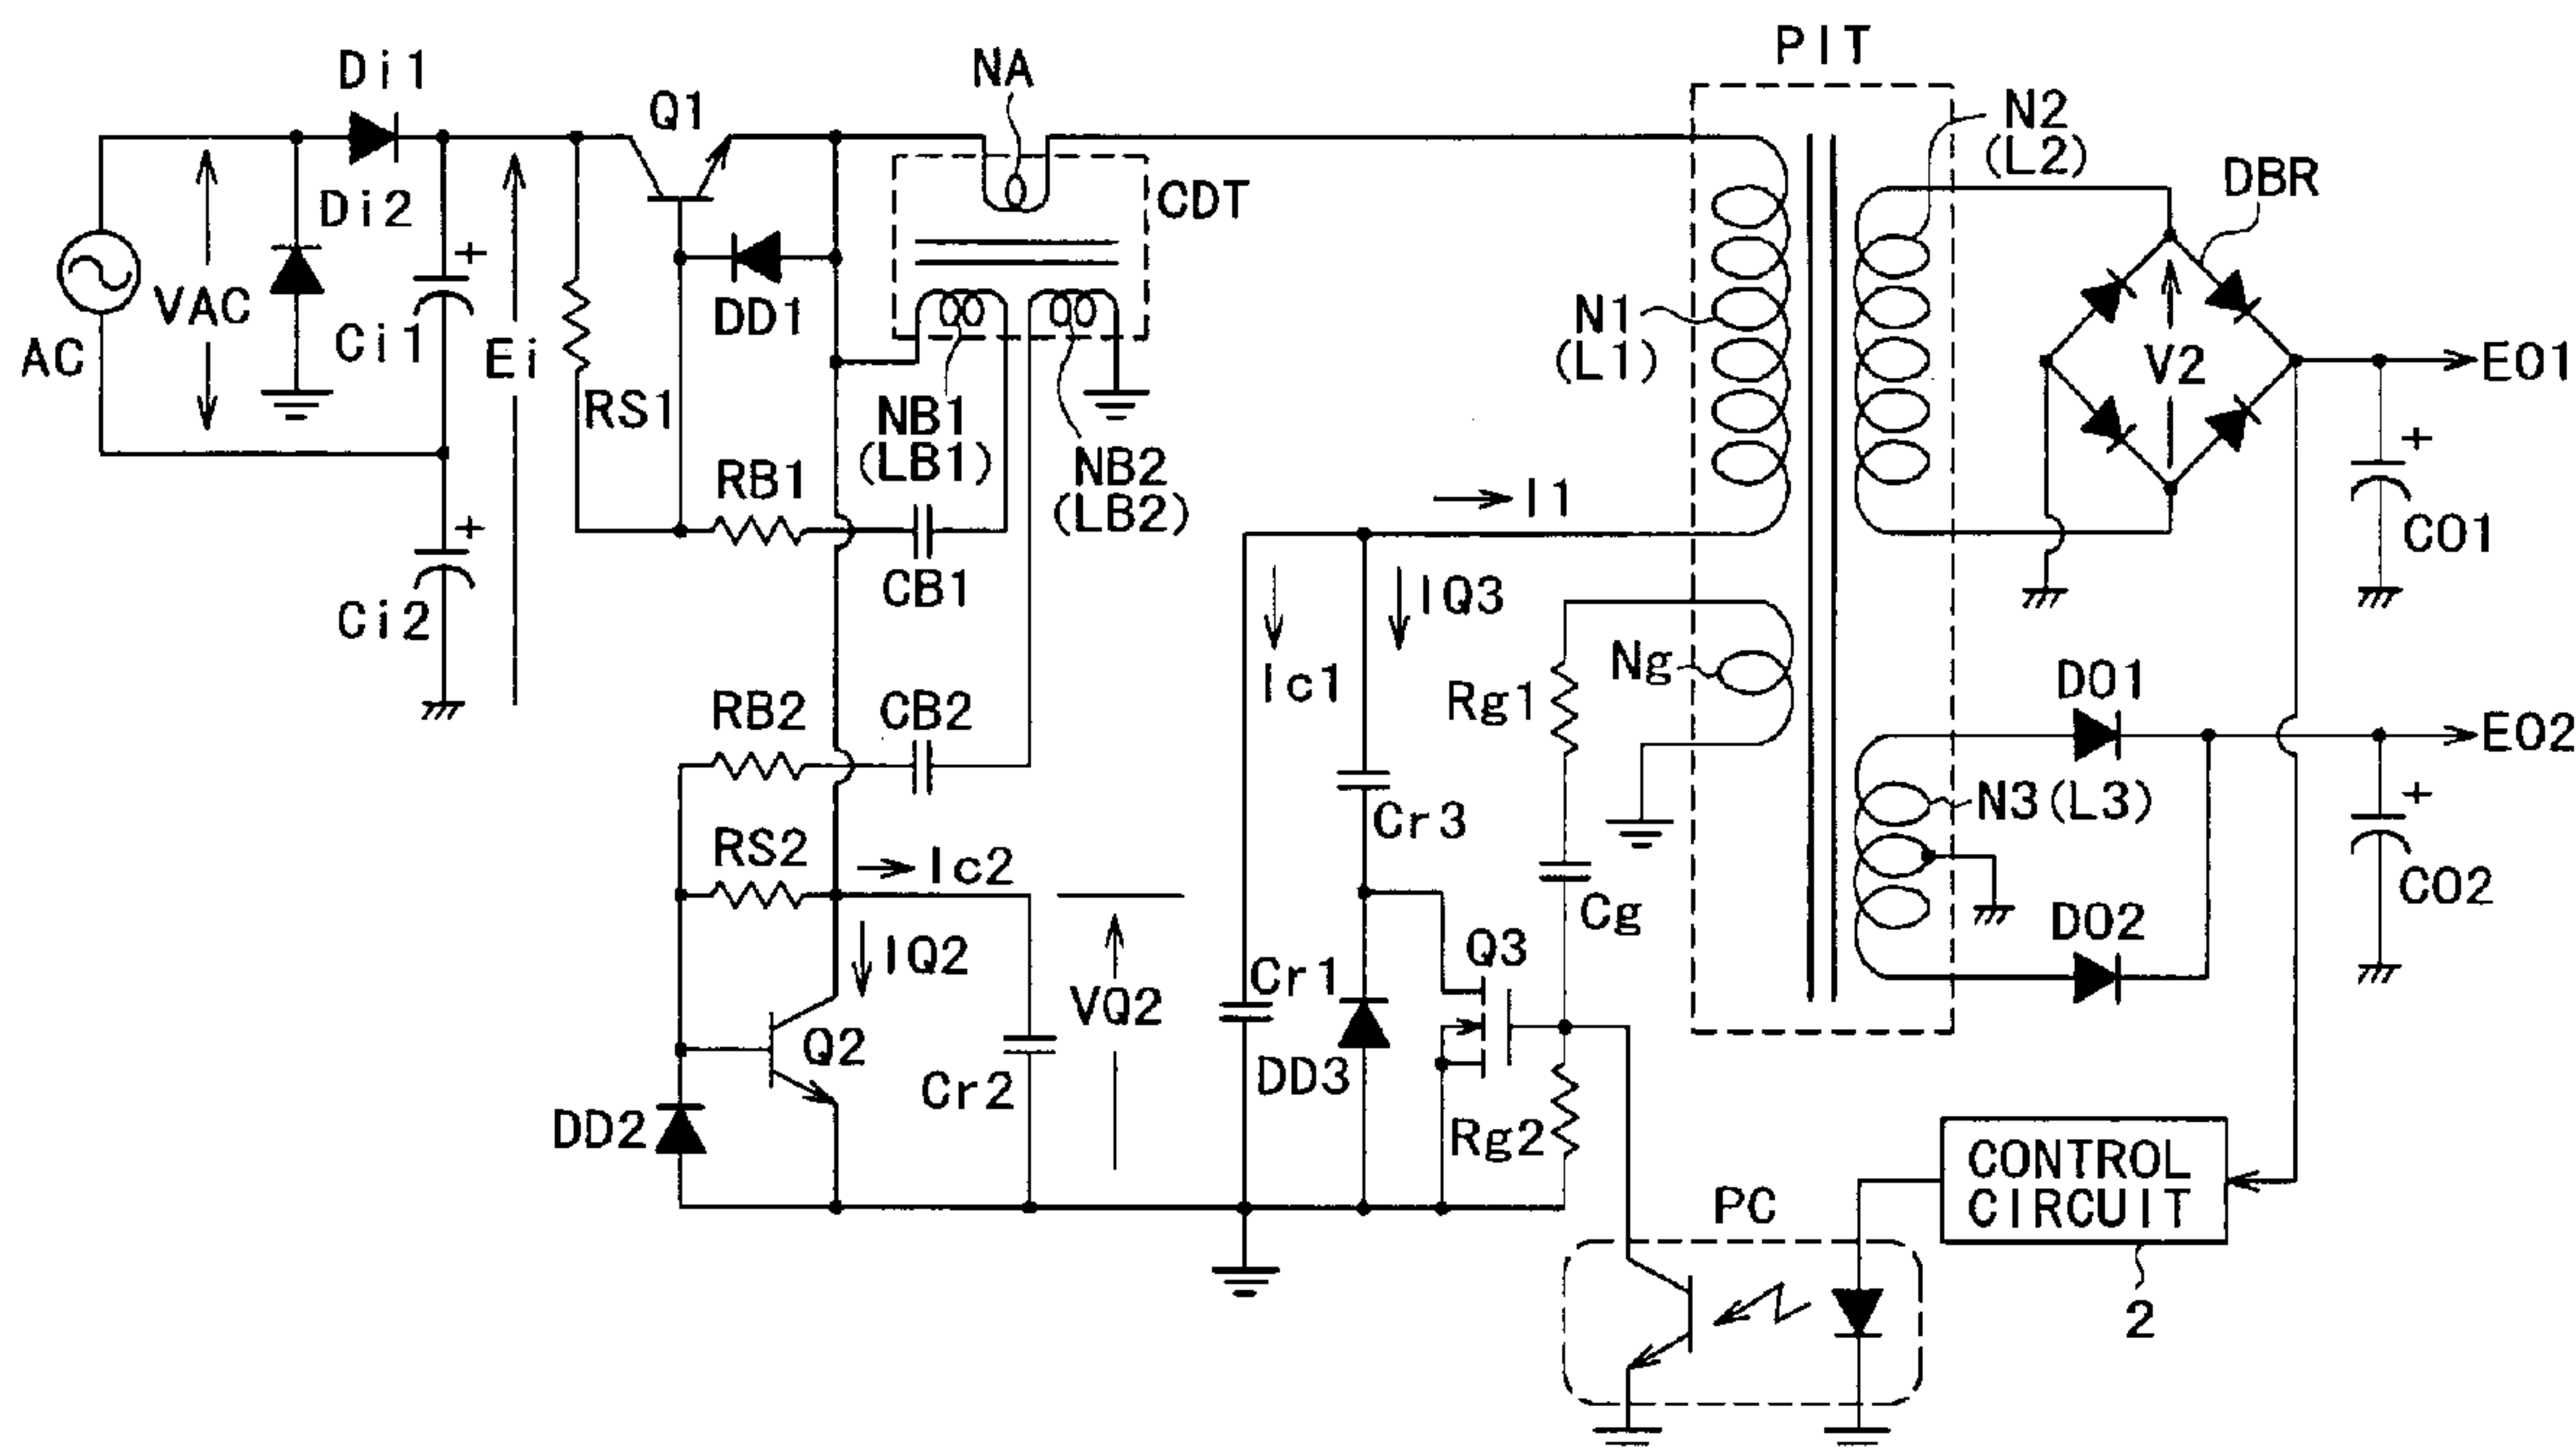 PIT
Di1
Q1
NA
N2
(L2)
DBR
CDT
Di2
VAC
AC
Ci1
Ei
DD1
N1
(L1)
V2
EO1
RS1
NB1
(LB1)
NB2
(LB2)
RB1
I1
+
CO1
CB1
Ci2
+
+
IQ3
Ic1
Ng
Rg1
DO1
EO2
RB2
CB2
Cr3
N3(L3)
+
RS2
Ic2
Cg
CO2
DO2
IQ2
Q3
VQ2
Cr1
Q2
Cr2
DD3
DD2
Rg2
CONTROL
CIRCUIT
PC
2